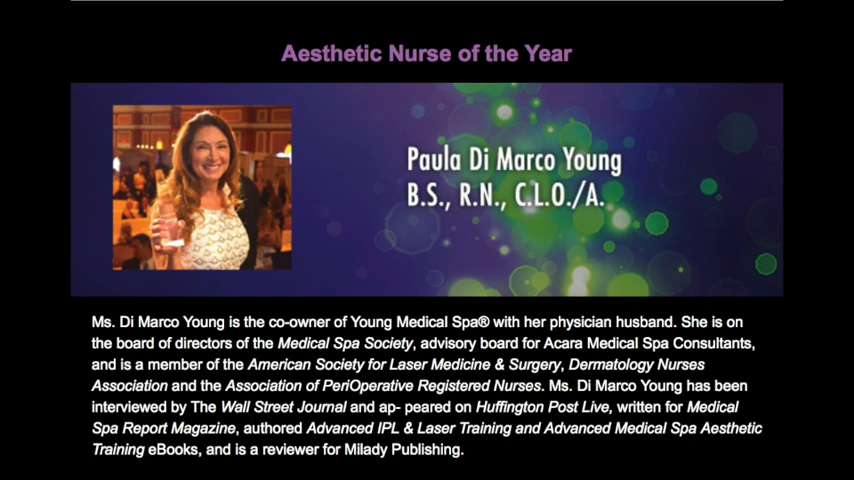 Aesthetic Nurse of the Year
Paula Di Marco Young
B.S., R.N., C.L.O./A.
Ms. Di Marco Young is the co-owner of Young Medical Spa® with her physician husband. She is on
the board of directors of the Medical Spa Society, advisory board for Acara Medical Spa Consultants,
and is a member of the American Society for Laser Medicine & Surgery, Dermatology Nurses
Association and the Association of PeriOperative Registered Nurses. Ms. Di Marco Young has been
interviewed by The Wall Street Journal and ap- peared on Huffington Post Live, written for Medical
Spa Report Magazine, authored Advanced IPL & Laser Training and Advanced Medical Spa Aesthetic
Training eBooks, and is a reviewer for Milady Publishing.